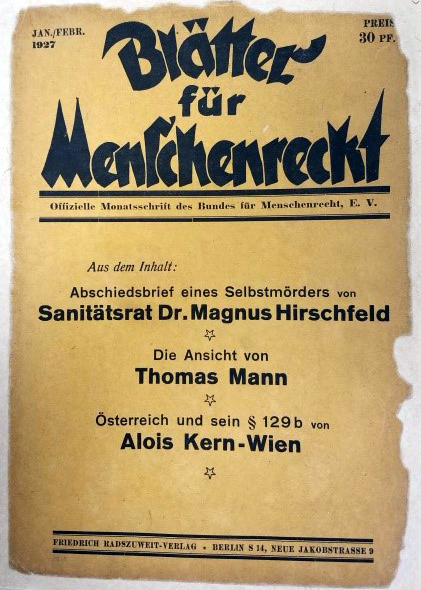 JAN./FEBR.
1927
PREIS
30 PF.
Blätter
für
Menschenrecht
Offizielle Monatsschrift des Bundes für Menschenrecht, E. V.
Aus dem Inhalt:
Abschiedsbrief eines Selbstmörders von
Sanitätsrat Dr. Magnus Hirschfeld
Die Ansicht von
Thomas Mann
Österreich und sein § 129 b von
Alois Kern-Wien
FRIEDRICH RADSZUWEIT-VERLAG • BERLIN S 14, NEUE JAKOBSTRASSE 9